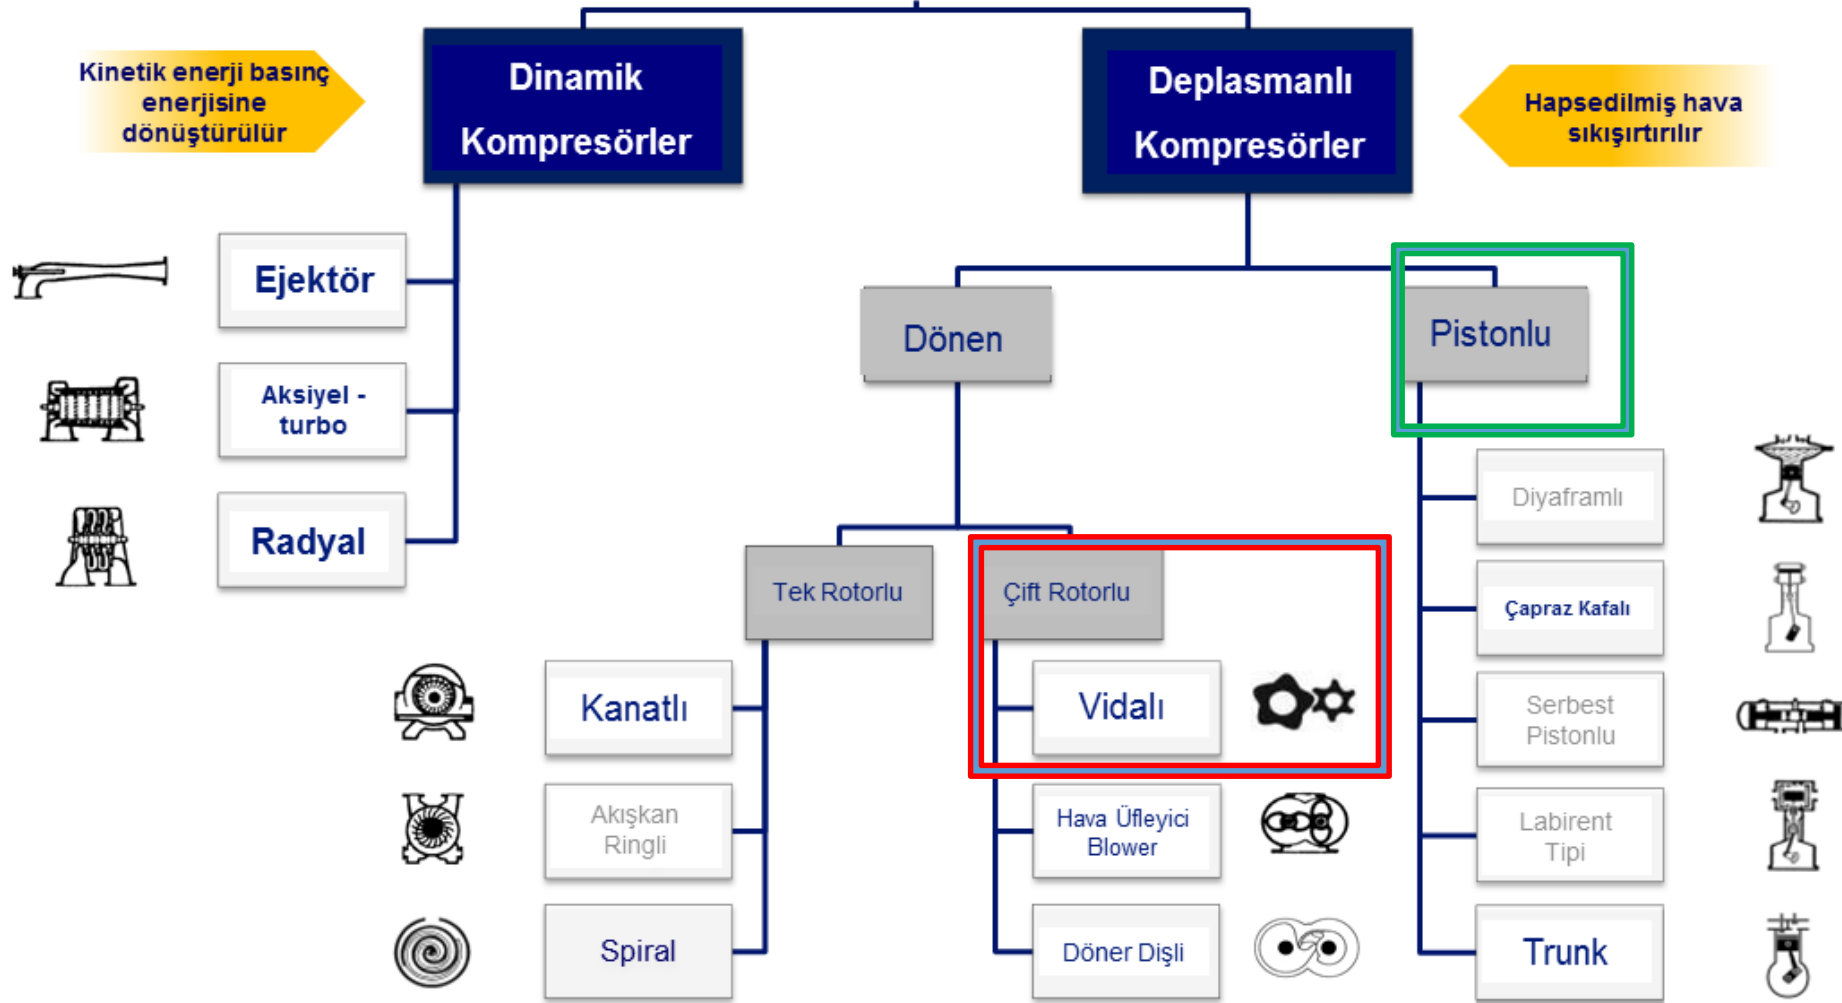 Kinetik enerji basınç
enerjisine
dönüştürülür
Dinamik
Kompresörler
Deplasmanlı
Kompresörler
Hapsedilmiş hava
sıkışırtırılır
Ejektör
Aksiyel -
turbo
Radyal
Dönen
Pistonlu
Tek Rotorlu
Çift Rotorlu
Kanatlı
Akışkan
Ringli
Spiral
Vidalı
Hava Üfleyici
Blower
Döner Dişli
Diyaframlı
Çapraz Kafalı
Serbest
Pistonlu
Labirent
Tipi
Trunk